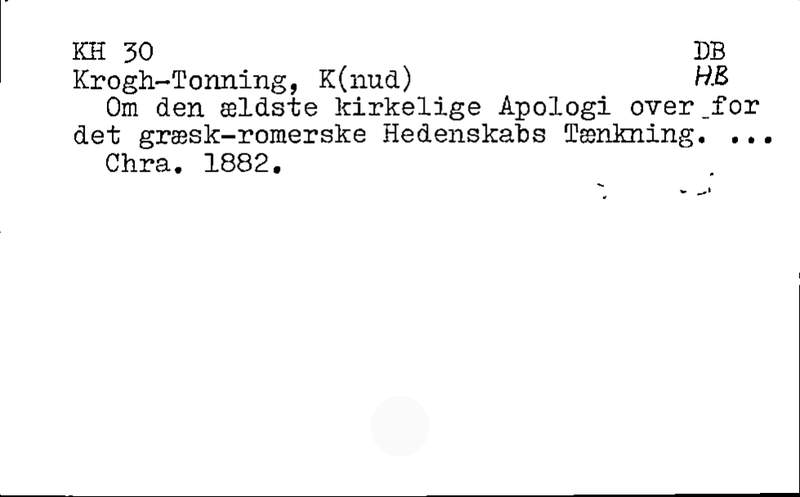 KH 30 DB
Krogh-Tonning, K(nud) HB
Om den ældste kirkelige Apologi over for
det græsk-romerske Hedenskabs Tænkning. ...
Chra. 1882.